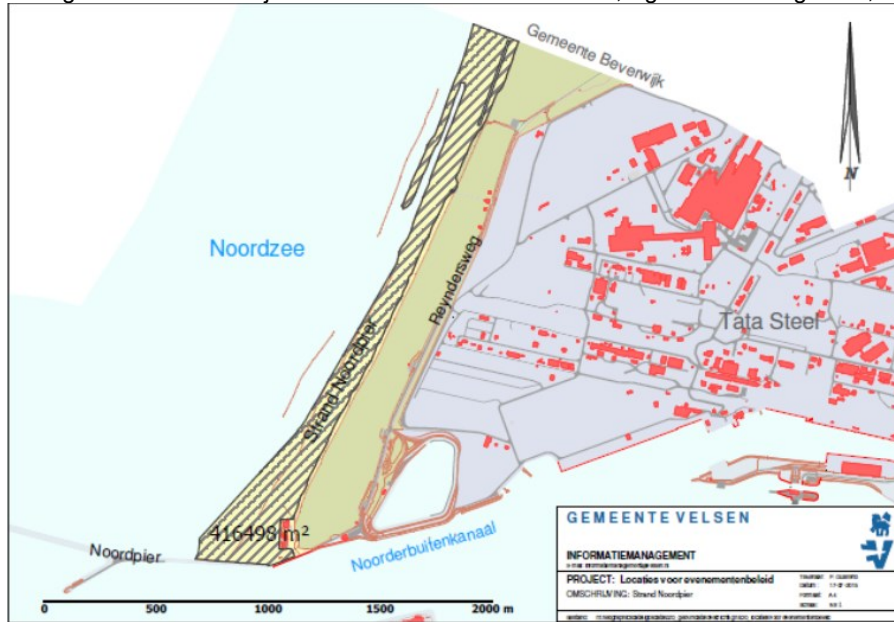 Gemeente Beverwijk
N
Noordzee
Reyndersweg
Tata Steel
Strand Noordpier
416498 m²
Noordpier
Noorderbuitenkanaal
0 500 1000 1500 2000 m
GEMEENTE VELSEN
INFORMATIEMANAGEMENT
PROJECT: Locaties voor evenementenbeleid
OMSCHRIJVING: Strand Noordpier